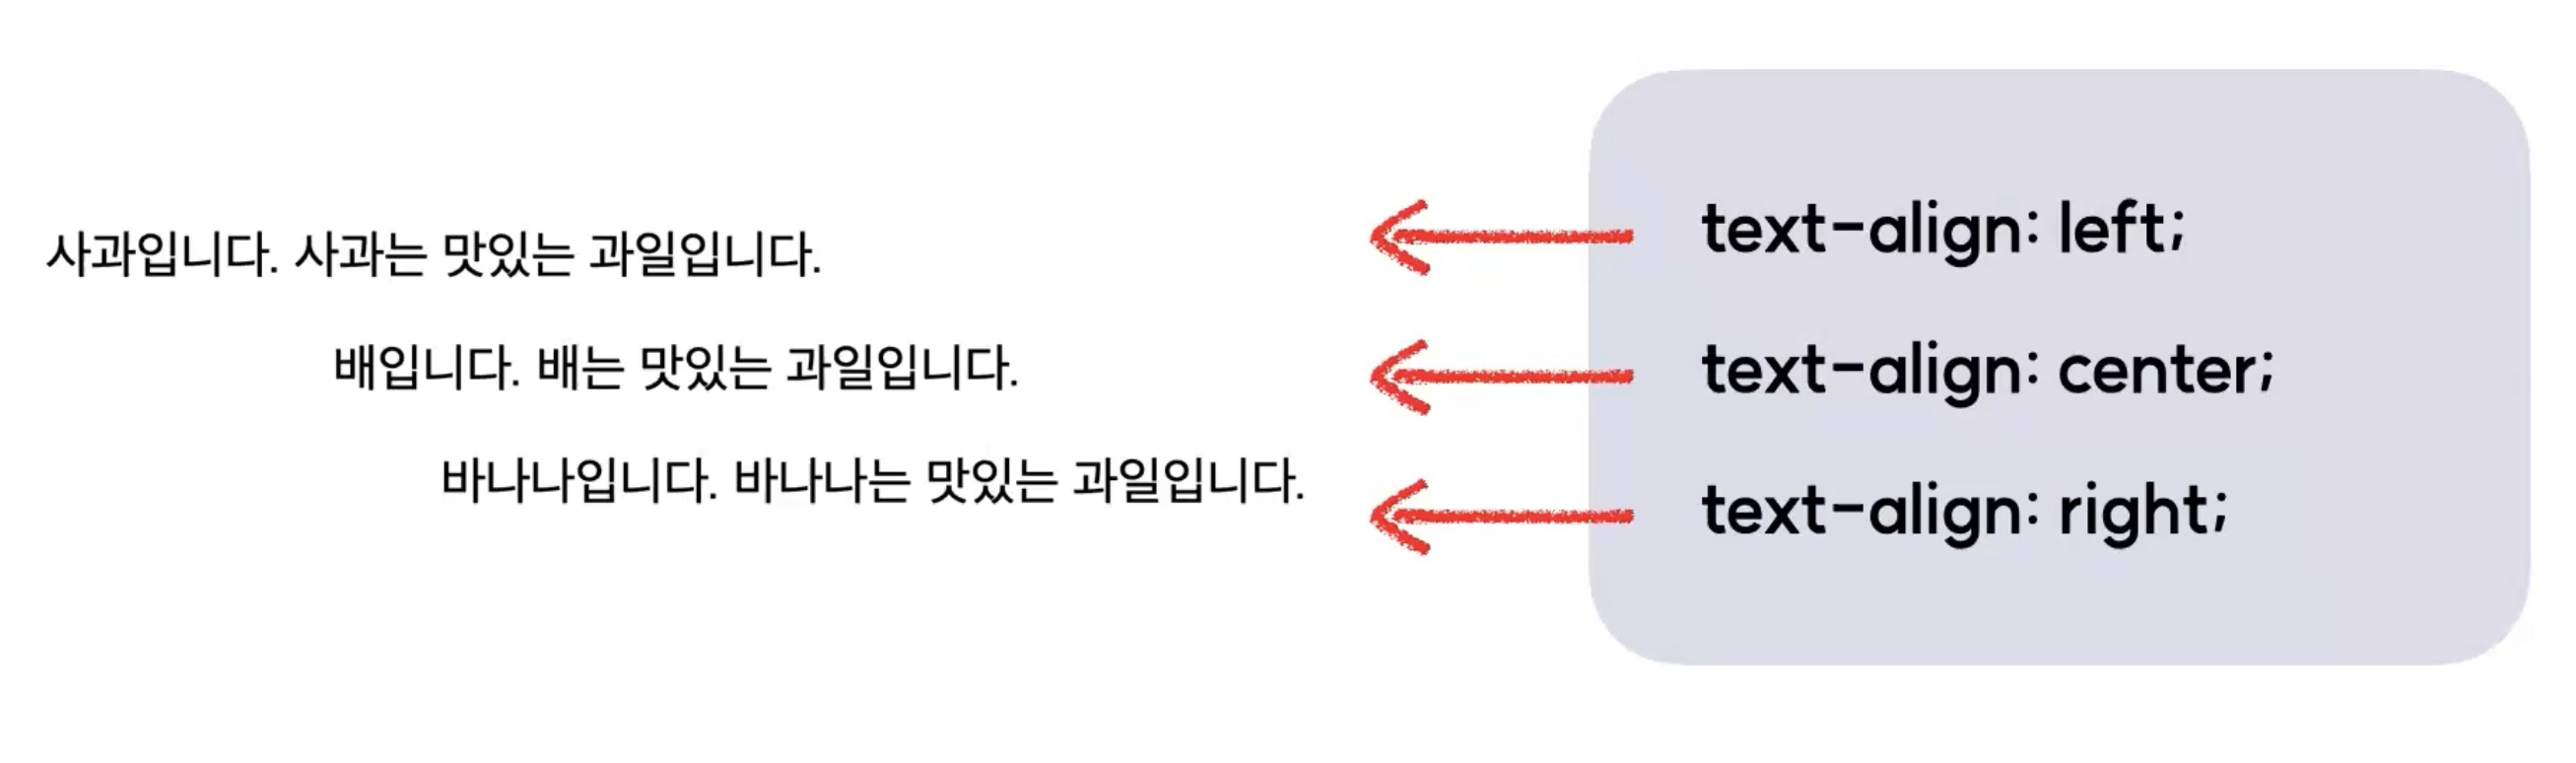 사과입니다. 사과는 맛있는 과일입니다.
배입니다. 배는 맛있는 과일입니다.
바나나입니다. 바나나는 맛있는 과일입니다.
text-align: left;
text-align: center;
text-align: right;